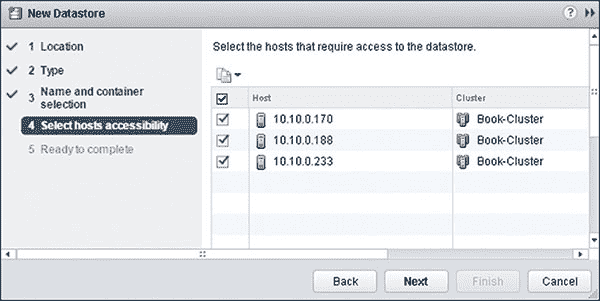 New Datastore
?
1 Location
2 Type
3 Name and container
selection
4 Select hosts accessibility
5 Ready to complete
Select the hosts that require access to the datastore.
Host Cluster
10.10.0.170 Book-Cluster
10.10.0.188 Book-Cluster
10.10.0.233 Book-Cluster
Back Next Finish Cancel